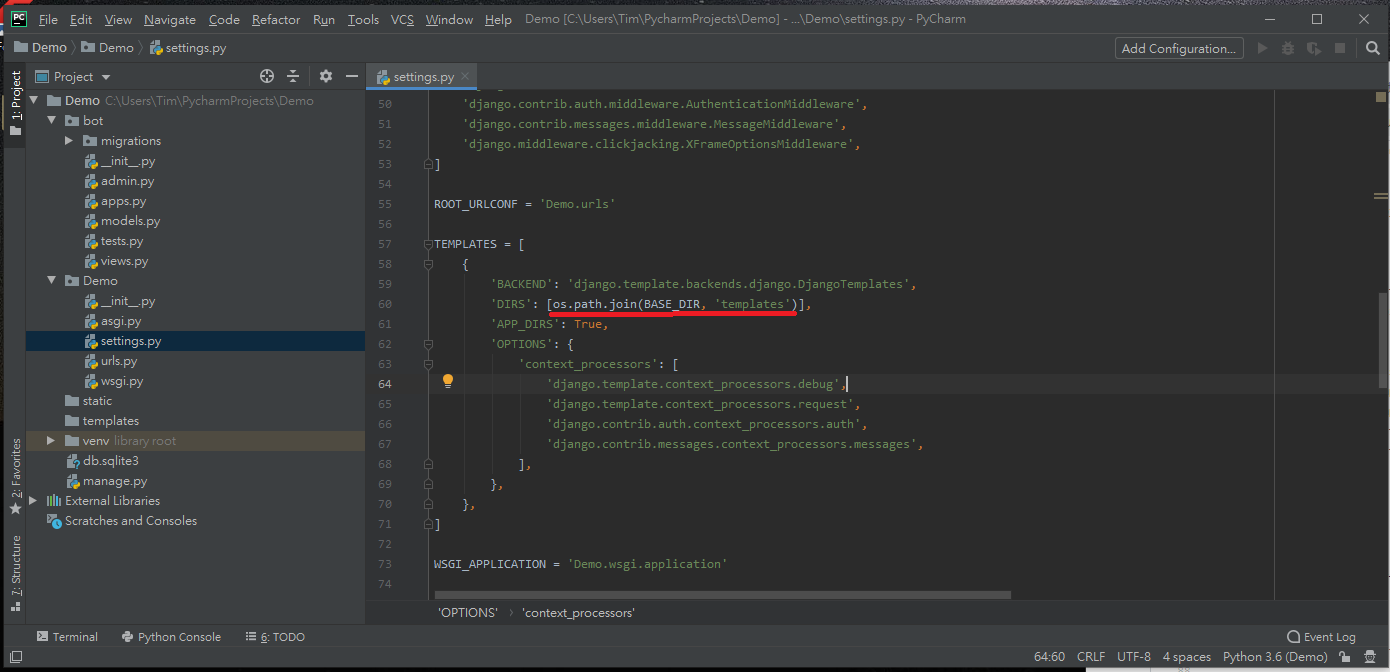 PC File Edit View Navigate Code Refactor Run Tools VCS Window Help Demo [C:\Users\Tim\PycharmProjects\Demo] - ...\Demo\settings.py - PyCharm
Demo Demo settings.py Add Configuration...
1: Project
Project
settings.py
Demo C:\Users\Tim\PycharmProjects\Demo
bot
migrations
__init__.py
admin.py
apps.py
models.py
tests.py
views.py
Demo
__init__.py
asgi.py
settings.py
urls.py
wsgi.py
static
templates
venv library root
db.sqlite3
manage.py
External Libraries
Scratches and Consoles
2: Favorites
7: Structure
50 'django.contrib.auth.middleware.AuthenticationMiddleware',
51 'django.contrib.messages.middleware.MessageMiddleware',
52 'django.middleware.clickjacking.XFrameOptionsMiddleware',
53 ]
54
55 ROOT_URLCONF = 'Demo.urls'
56
57 TEMPLATES = [
58 {
59 'BACKEND': 'django.template.backends.django.DjangoTemplates',
60 'DIRS': [os.path.join(BASE_DIR, 'templates')],
61 'APP_DIRS': True,
62 'OPTIONS': {
63 'context_processors': [
64 'django.template.context_processors.debug',
65 'django.template.context_processors.request',
66 'django.contrib.auth.context_processors.auth',
67 'django.contrib.messages.context_processors.messages',
68 ],
69 },
70 },
71 ]
72
73 WSGI_APPLICATION = 'Demo.wsgi.application'
74
'OPTIONS' › 'context_processors'
Terminal Python Console 6: TODO Event Log
64:60 CRLF UTF-8 4 spaces Python 3.6 (Demo)